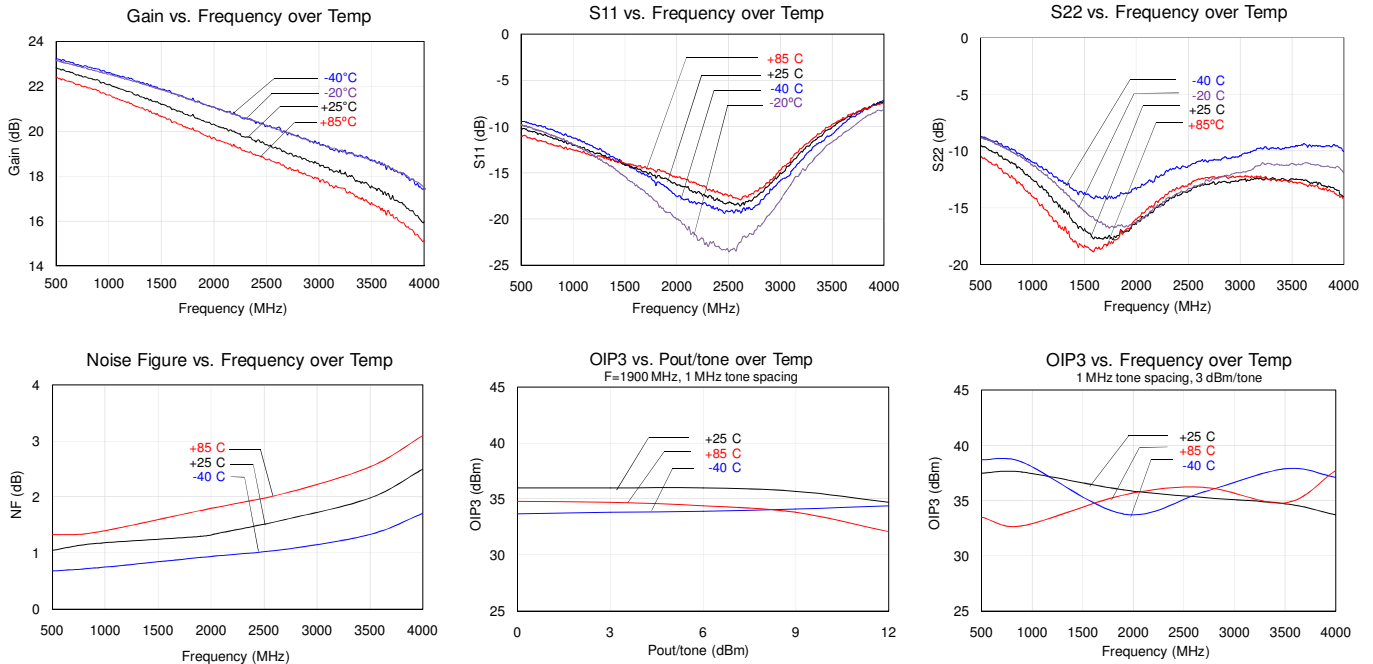 Gain vs. Frequency over Temp
24
22
20
18
16
14
Gain (dB)
-40°C
-20°C
+25°C
+85ºC
500 1000 1500 2000 2500 3000 3500 4000
Frequency (MHz)
S11 vs. Frequency over Temp
0
-5
-10
-15
-20
-25
S11 (dB)
+85 C
+25 C
-40 C
-20ºC
500 1000 1500 2000 2500 3000 3500 4000
Frequency (MHz)
S22 vs. Frequency over Temp
0
-5
-10
-15
-20
S22 (dB)
-40 C
-20 C
+25 C
+85ºC
500 1000 1500 2000 2500 3000 3500 4000
Frequency (MHz)
Noise Figure vs. Frequency over Temp
4
3
2
1
0
NF (dB)
+85 C
+25 C
-40 C
500 1000 1500 2000 2500 3000 3500 4000
Frequency (MHz)
OIP3 vs. Pout/tone over Temp
F=1900 MHz, 1 MHz tone spacing
45
40
35
30
25
OIP3 (dBm)
+25 C
+85 C
-40 C
0 3 6 9 12
Pout/tone (dBm)
OIP3 vs. Frequency over Temp
1 MHz tone spacing, 3 dBm/tone
45
40
35
30
25
OIP3 (dBm)
+25 C
+85 C
-40 C
500 1000 1500 2000 2500 3000 3500 4000
Frequency (MHz)